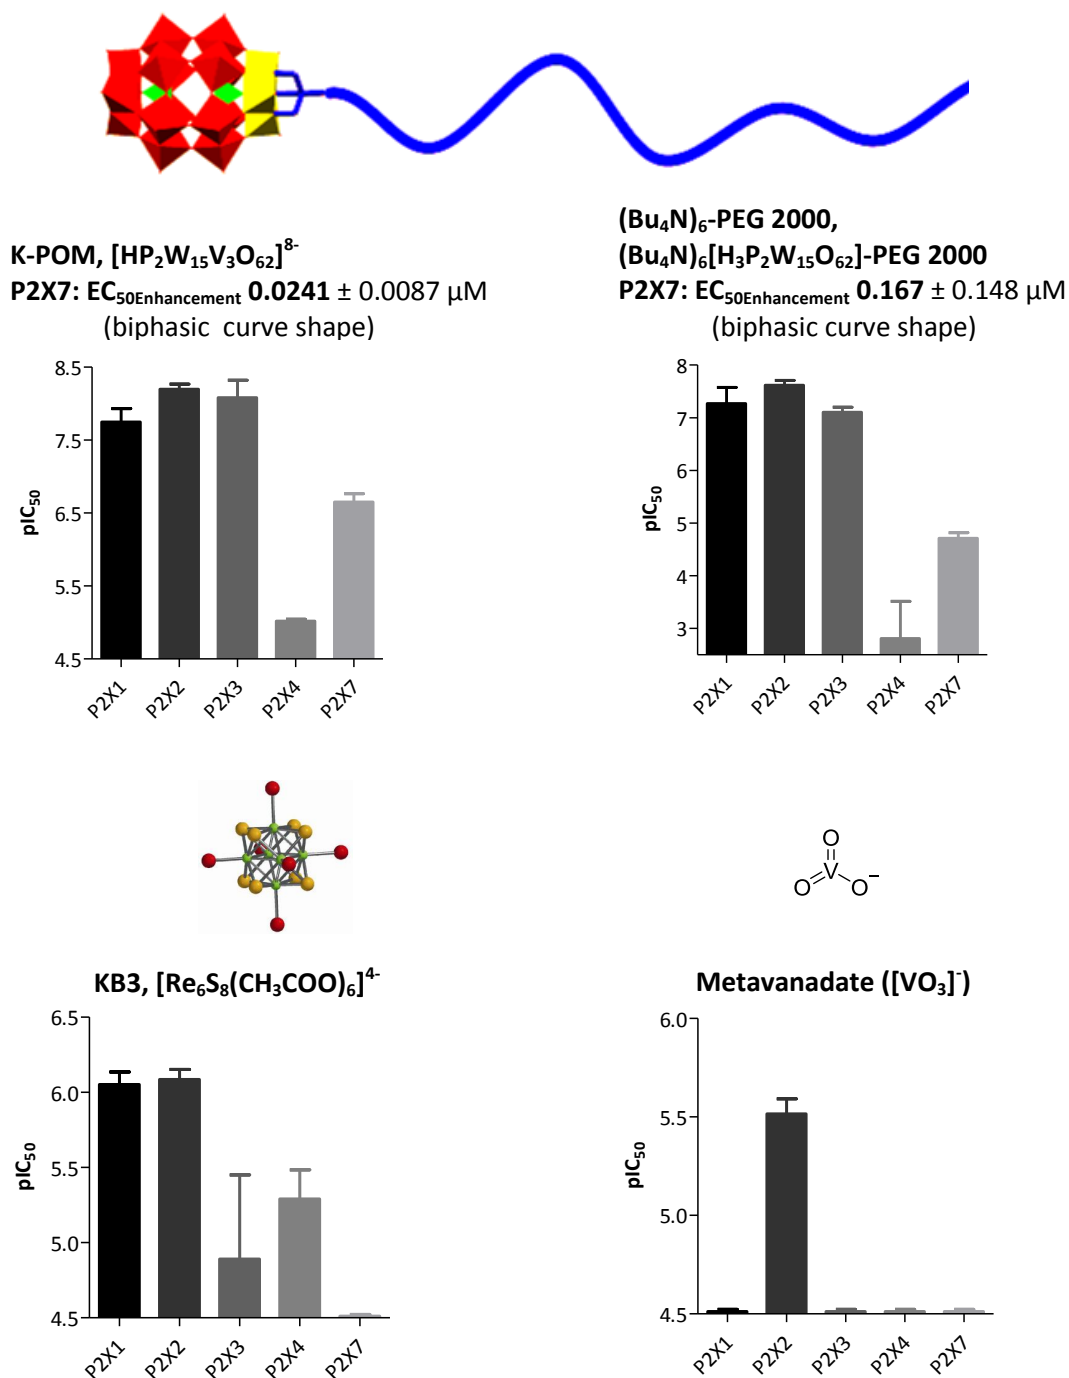 K-POM, [HP₂W₁₅V₃O₆₂]⁸⁻
P2X7: EC₅₀Enhancement 0.0241 ± 0.0087 µM
(biphasic curve shape)
(Bu₄N)₆-PEG 2000,
(Bu₄N)₆[H₃P₂W₁₅O₆₂]-PEG 2000
P2X7: EC₅₀Enhancement 0.167 ± 0.148 µM
(biphasic curve shape)
8.5
7.5
6.5
5.5
4.5
pIC₅₀
P2X1
P2X2
P2X3
P2X4
P2X7
8
7
6
5
4
3
pIC₅₀
P2X1
P2X2
P2X3
P2X4
P2X7
O
O V O⁻
KB3, [Re₆S₈(CH₃COO)₆]⁴⁻
6.5
6.0
5.5
5.0
4.5
pIC₅₀
P2X1
P2X2
P2X3
P2X4
P2X7
Metavanadate ([VO₃]⁻)
6.0
5.5
5.0
4.5
pIC₅₀
P2X1
P2X2
P2X3
P2X4
P2X7